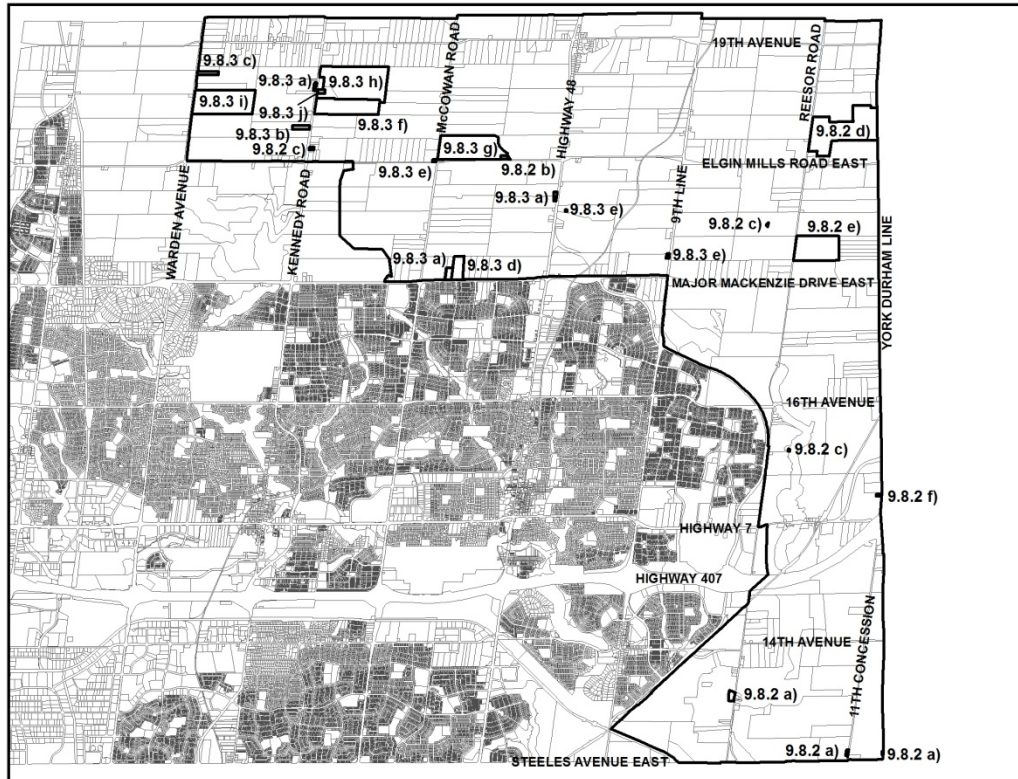 19TH AVENUE
9.8.3 c)
9.8.3 a)
9.8.3 h)
9.8.3 i)
9.8.3 j)
9.8.3 f)
9.8.3 b)
9.8.2 c)
McCOWAN ROAD
HIGHWAY 48
REESOR ROAD
9.8.2 d)
9.8.3 g)
ELGIN MILLS ROAD EAST
9.8.3 e)
9.8.2 b)
9.8.3 a)
9.8.3 e)
WARDEN AVENUE
KENNEDY ROAD
9TH LINE
9.8.2 c)
9.8.2 e)
9.8.3 a)
9.8.3 d)
9.8.3 e)
MAJOR MACKENZIE DRIVE EAST
YORK DURHAM LINE
16TH AVENUE
9.8.2 c)
9.8.2 f)
HIGHWAY 7
HIGHWAY 407
14TH AVENUE
11TH CONCESSION
9.8.2 a)
9.8.2 a)
9.8.2 a)
STEELES AVENUE EAST